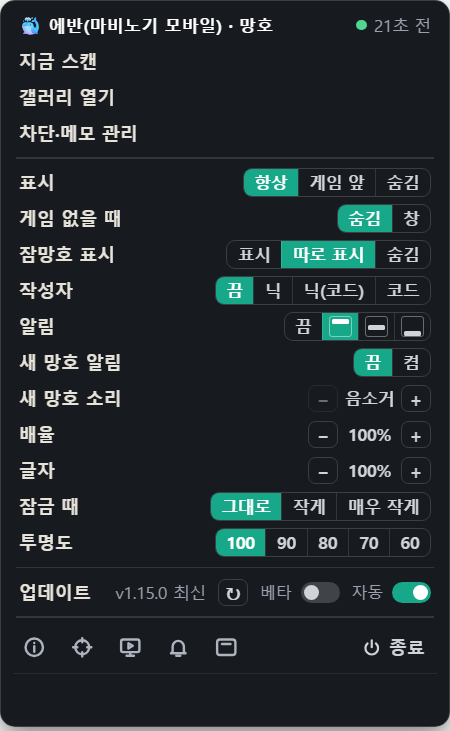 에반(마비노기 모바일) · 망호 21초 전
지금 스캔
갤러리 열기
차단·메모 관리
표시 항상 게임 앞 숨김
게임 없을 때 숨김 창
잠망호 표시 표시 따로 표시 숨김
작성자 끔 닉 닉(코드) 코드
알림 끔
새 망호 알림 끔 켬
새 망호 소리 − 음소거 +
배율 − 100% +
글자 − 100% +
잠금 때 그대로 작게 매우 작게
투명도 100 90 80 70 60
업데이트 v1.15.0 최신 ↻ 베타 자동
종료